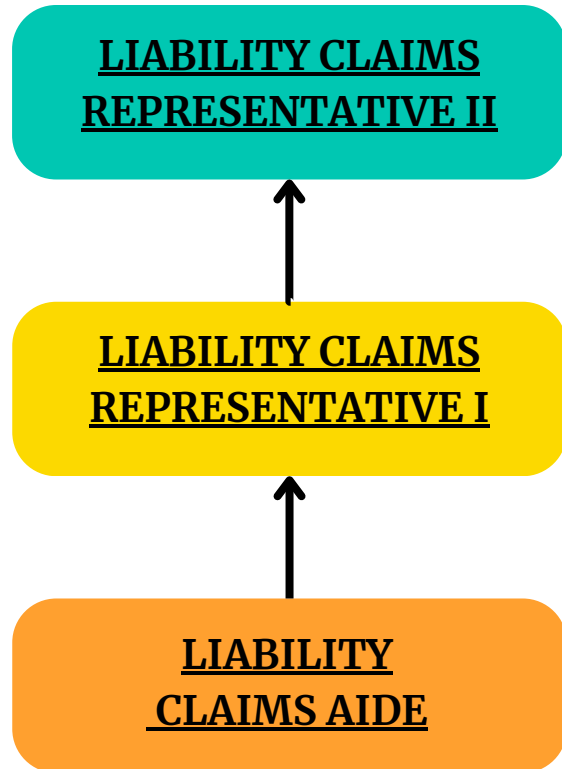 LIABILITY CLAIMS
REPRESENTATIVE II
LIABILITY CLAIMS
REPRESENTATIVE I
LIABILITY
CLAIMS AIDE